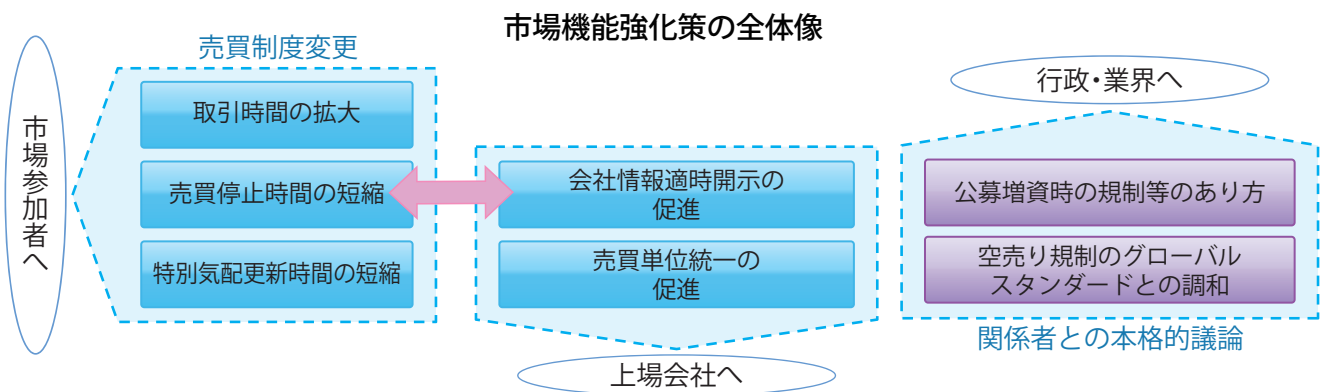 市場機能強化策の全体像
市場参加者へ
売買制度変更
取引時間の拡大
売買停止時間の短縮
特別気配更新時間の短縮
会社情報適時開示の
促進
売買単位統一の
促進
上場会社へ
行政・業界へ
公募増資時の規制等のあり方
空売り規制のグローバル
スタンダードとの調和
関係者との本格的議論